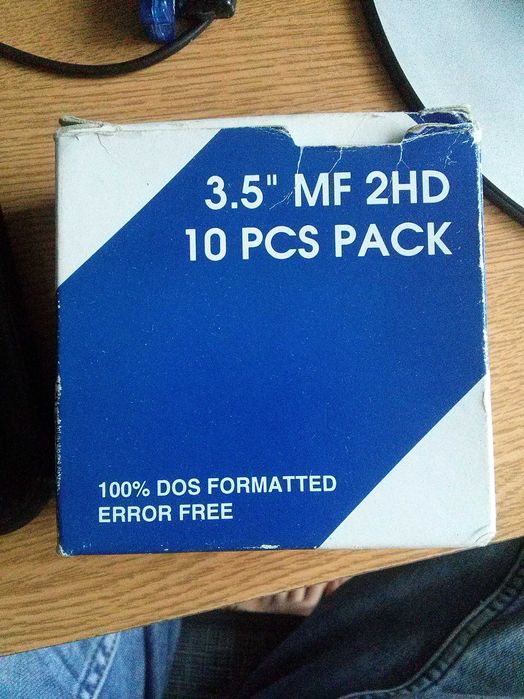 3.5" MF 2HD
10 PCS PACK
100% DOS FORMATTED
ERROR FREE